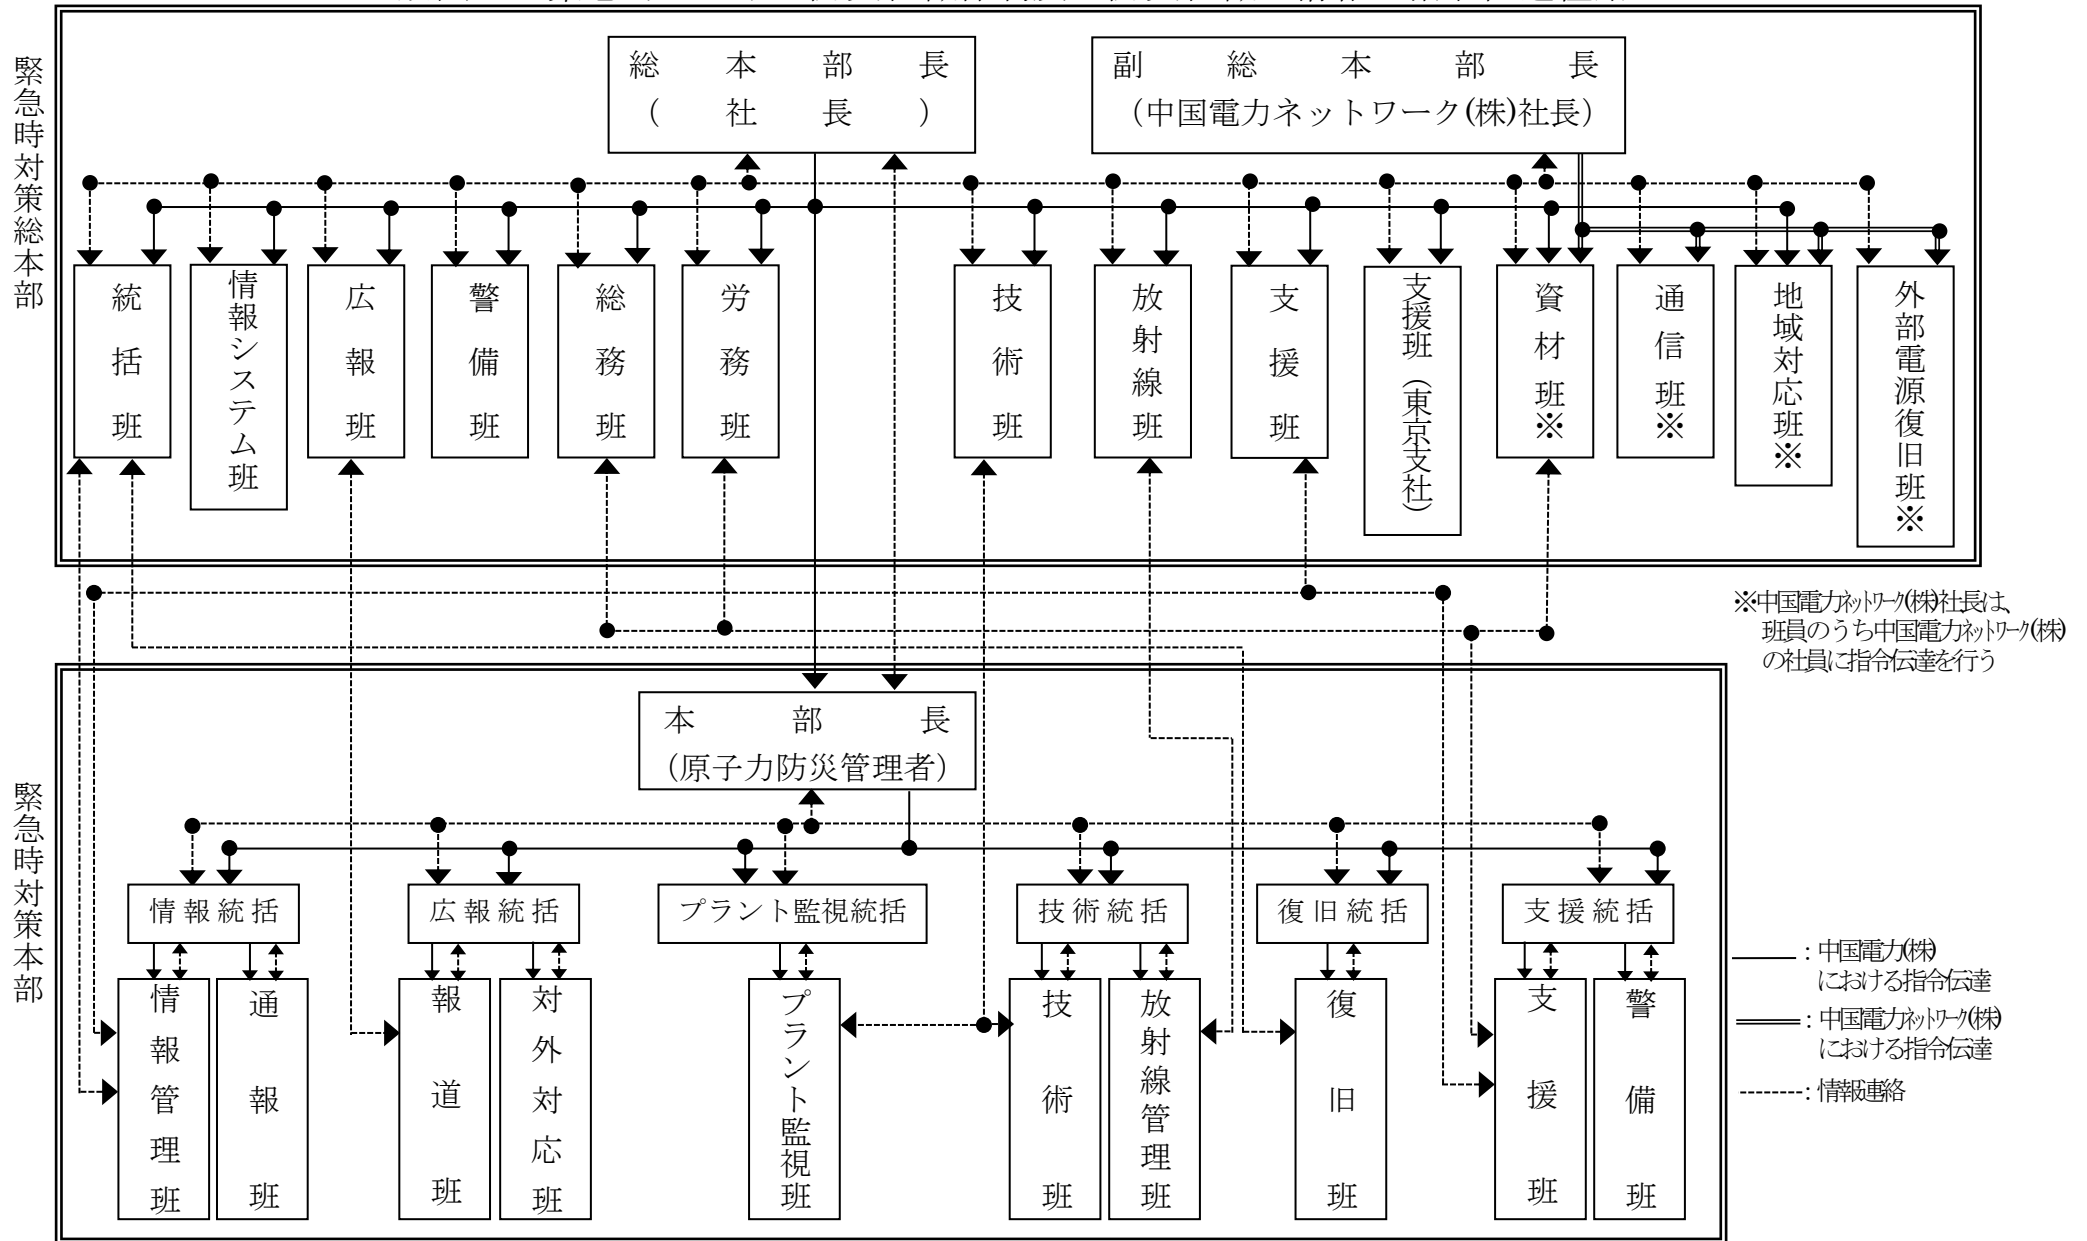 緊急時対策総本部
総本部長
(社長)
副総本部長
(中国電力ネットワーク(株)社長)
統括班
情報システム班
広報班
警備班
総務班
労務班
技術班
放射線班
支援班
支援班(東京支社)
資材班※
通信班※
地域対応班※
外部電源復旧班※
※中国電力ネットワーク(株)社長は、
班員のうち中国電力ネットワーク(株)
の社員に指令伝達を行う
緊急時対策本部
本部長
(原子力防災管理者)
情報統括
広報統括
プラント監視統括
技術統括
復旧統括
支援統括
情報管理班
通報班
報道班
対外対応班
プラント監視班
技術班
放射線管理班
復旧班
支援班
警備班
:中国電力(株)
における指令伝達
:中国電力ネットワーク(株)
における指令伝達
:情報連絡